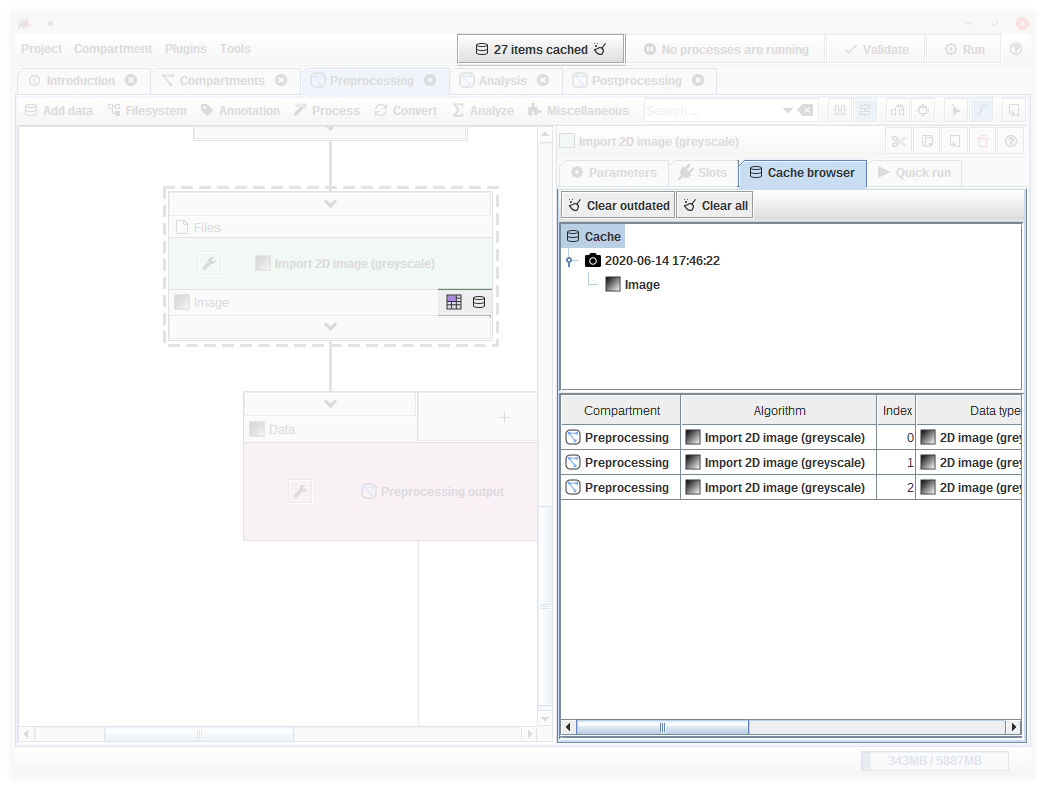 27 items cached
No processes are running
Validate
Run
Project Compartment Plugins Tools
Introduction Compartments Preprocessing Analysis Postprocessing
Add data Filesystem Annotation Process Convert Analyze Miscellaneous Search ...
Import 2D image (greyscale)
Parameters Slots Cache browser Quick run
Clear outdated Clear all
Files
Import 2D image (greyscale)
Image
Data
Preprocessing output
Cache
2020-06-14 17:46:22
Image
Compartment Algorithm Index Data type
Preprocessing Import 2D image (greyscale) 0 2D image (grey
Preprocessing Import 2D image (greyscale) 1 2D image (grey
Preprocessing Import 2D image (greyscale) 2 2D image (grey
343MB / 5887MB